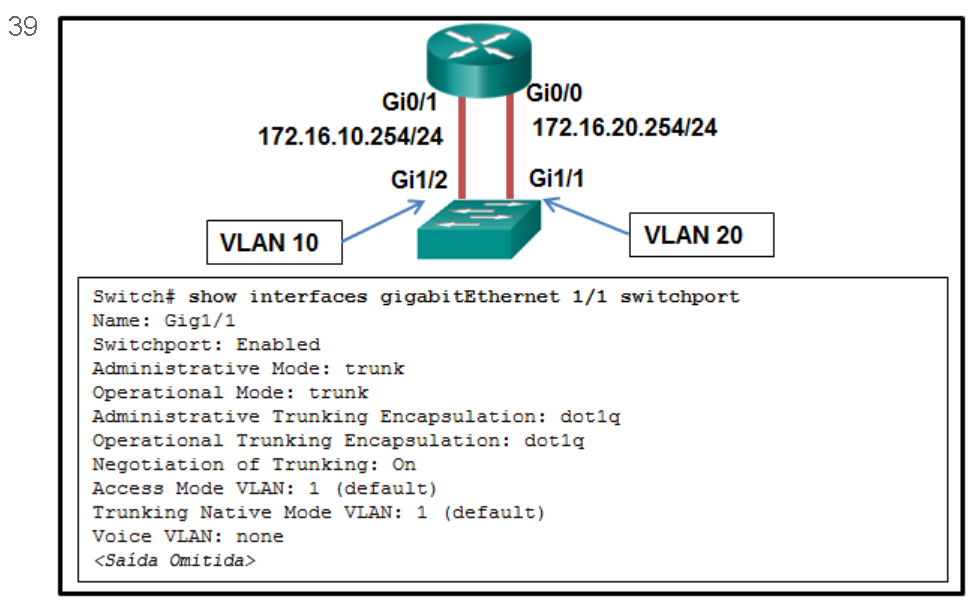 39
Gi0/1
Gi0/0
172.16.10.254/24
172.16.20.254/24
Gi1/2
Gi1/1
VLAN 10
VLAN 20
Switch# show interfaces gigabitEthernet 1/1 switchport
Name: Gig1/1
Switchport: Enabled
Administrative Mode: trunk
Operational Mode: trunk
Administrative Trunking Encapsulation: dot1q
Operational Trunking Encapsulation: dot1q
Negotiation of Trunking: On
Access Mode VLAN: 1 (default)
Trunking Native Mode VLAN: 1 (default)
Voice VLAN: none
<Saída Omitida>